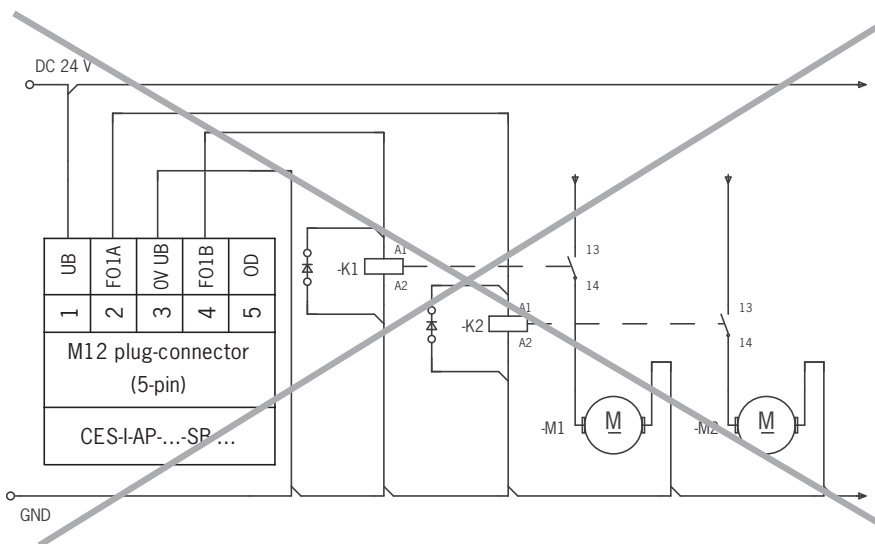 DC 24 V
UB
FO1A
0V UB
FO1B
OD
1
2
3
4
5
M12 plug-connector
(5-pin)
CES-I-AP-...-SB-...
-K1
A1
A2
-K2
A1
A2
13
14
13
14
-M1
M
-M2
M
GND